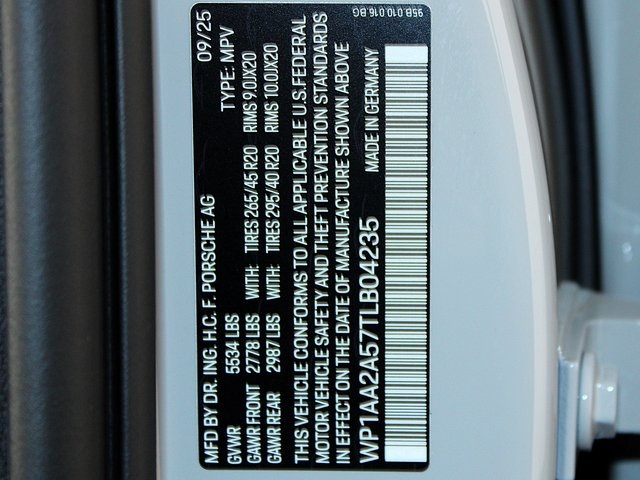 MFD BY DR. ING. H.C. F. PORSCHE AG 09/25
GVWR 5534 LBS TYPE: MPV
GAWR FRONT 2778 LBS WITH: TIRES 265/45 R20 RIMS 9.0JX20
GAWR REAR 2987 LBS WITH: TIRES 295/40 R20 RIMS 10.0JX20
THIS VEHICLE CONFORMS TO ALL APPLICABLE U.S.FEDERAL
MOTOR VEHICLE SAFETY AND THEFT PREVENTION STANDARDS
IN EFFECT ON THE DATE OF MANUFACTURE SHOWN ABOVE
WP1AA2A57TLB04235 MADE IN GERMANY
95B.010.016.BG